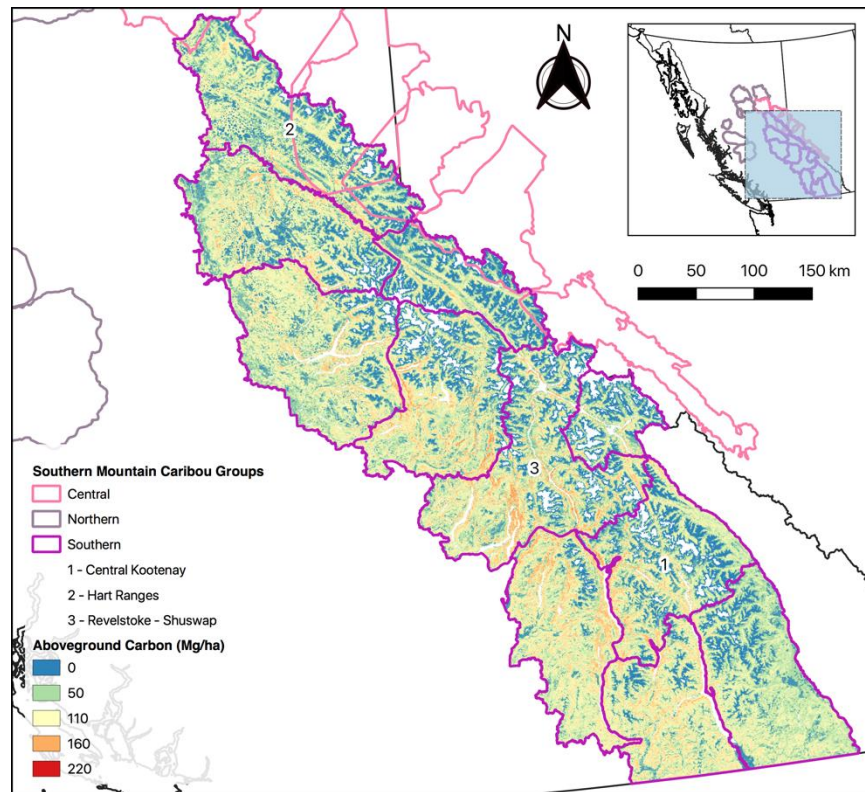 N
2
0 50 100 150 km
3
1
Southern Mountain Caribou Groups
Central
Northern
Southern
1 - Central Kootenay
2 - Hart Ranges
3 - Revelstoke - Shuswap
Aboveground Carbon (Mg/ha)
0
50
110
160
220